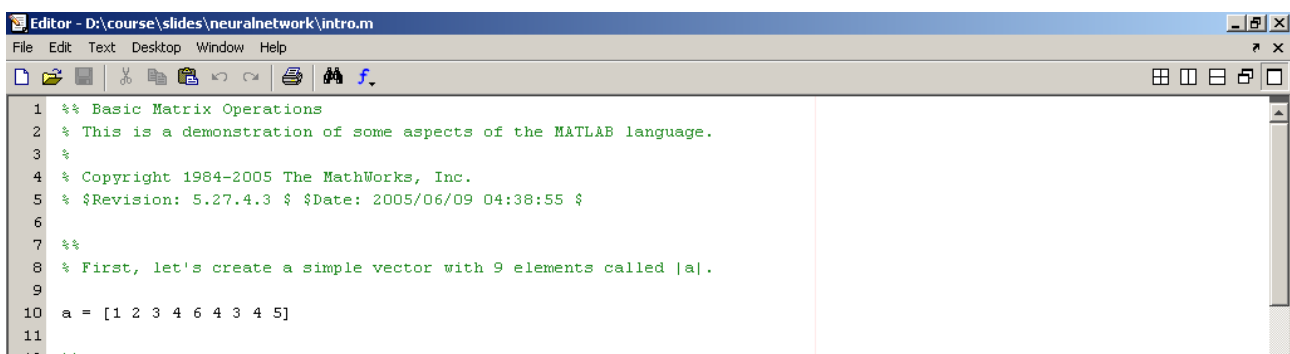 Editor - D:\course\slides\neuralnetwork\intro.m
File Edit Text Desktop Window Help
1 %% Basic Matrix Operations
2 % This is a demonstration of some aspects of the MATLAB language.
3 %
4 % Copyright 1984-2005 The MathWorks, Inc.
5 % $Revision: 5.27.4.3 $ $Date: 2005/06/09 04:38:55 $
6
7 %%
8 % First, let's create a simple vector with 9 elements called |a|.
9
10 a = [1 2 3 4 6 4 3 4 5]
11